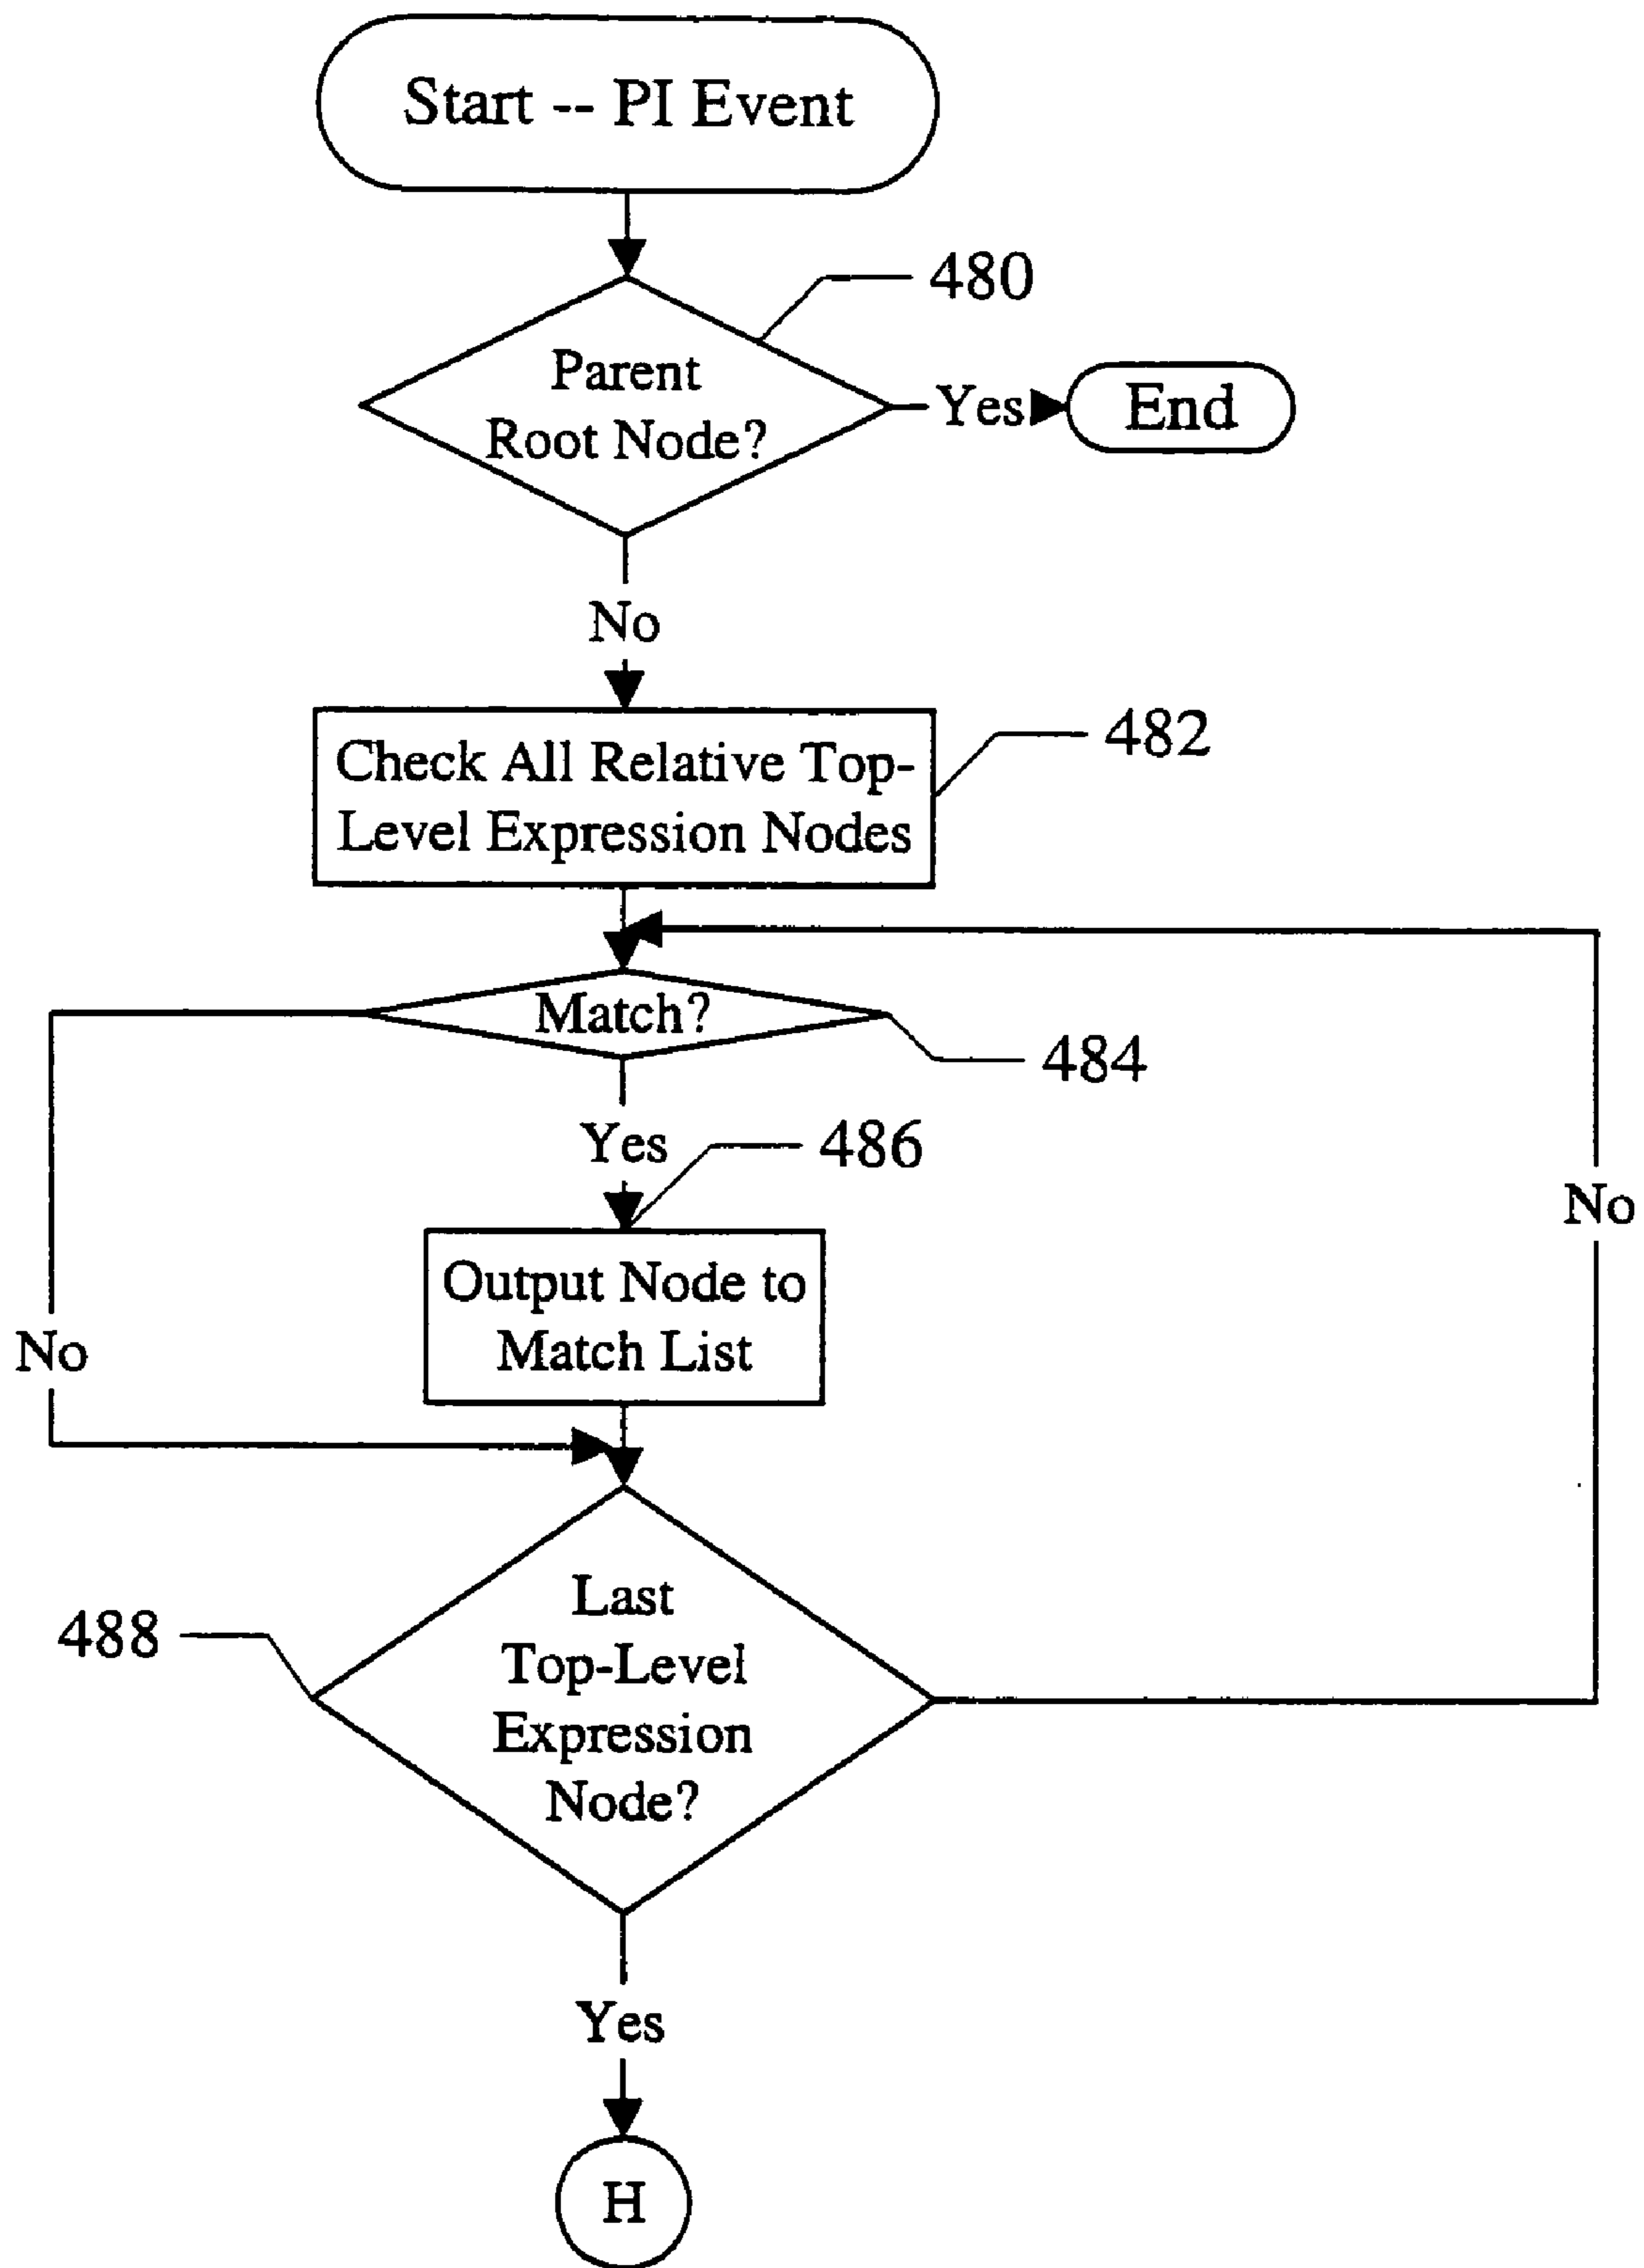 Start -- PI Event
480
Parent
Root Node?
Yes
End
No
482
Check All Relative Top-
Level Expression Nodes
Match?
484
Yes
486
No
Output Node to
Match List
No
Last
488
Top-Level
Expression
Node?
Yes
H